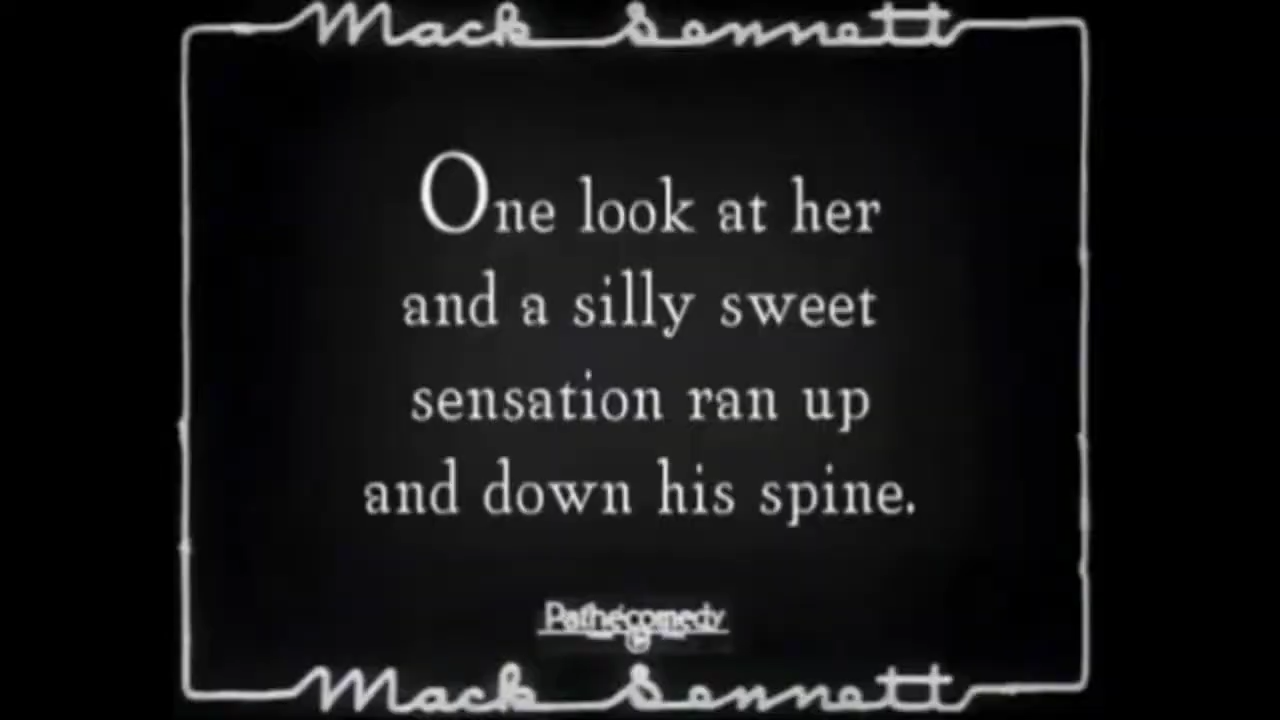 Mack Sennett
One look at her
and a silly sweet
sensation ran up
and down his spine.
Pathécomedy
Mack Sennett